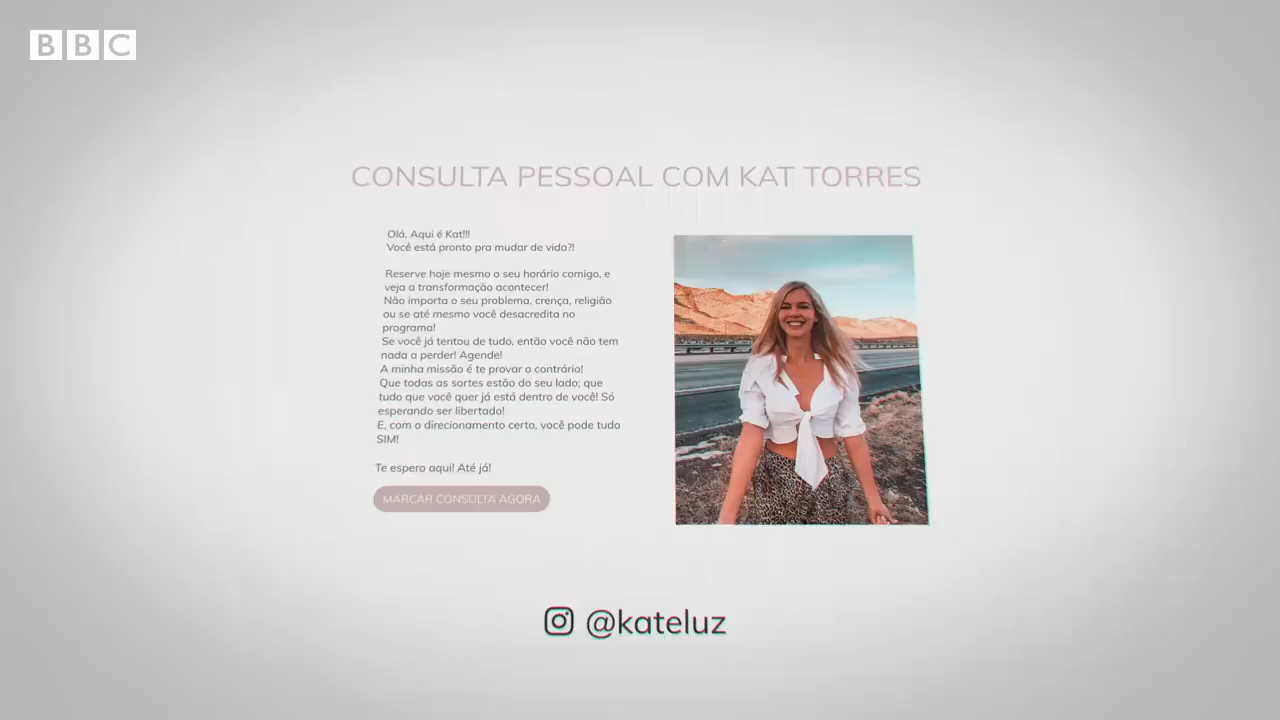 BBC
CONSULTA PESSOAL COM KAT TORRES
Olá, Aqui é Kat!!!
Você está pronto pra mudar de vida?!
Reserve hoje mesmo o seu horário comigo, e
veja a transformação acontecer!
Não importa o seu problema, crença, religião
ou se até mesmo você desacredita no
programa!
Se você já tentou de tudo, então você não tem
nada a perder! Agende!
A minha missão é te provar o contrário!
Que todas as sortes estão do seu lado; que
tudo que você quer já está dentro de você! Só
esperando ser libertado!
E, com o direcionamento certo, você pode tudo
SIM!
Te espero aqui! Até já!
MARCAR CONSULTA AGORA
@kateluz